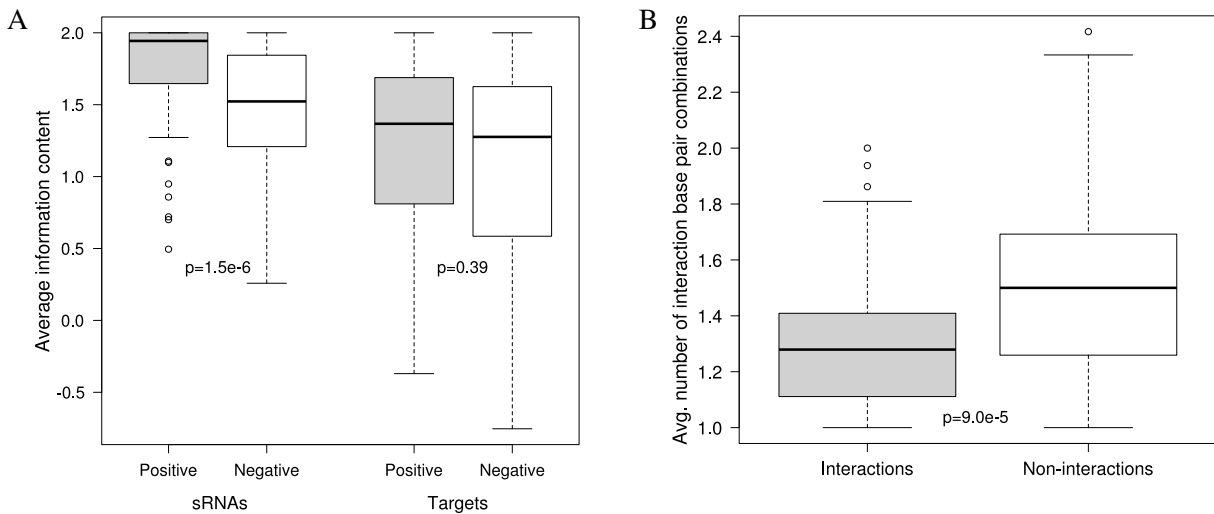 A
Average information content
2.0
1.5
1.0
0.5
0.0
-0.5
p=1.5e-6
p=0.39
Positive Negative Positive Negative
sRNAs Targets
B
Avg. number of interaction base pair combinations
2.4
2.2
2.0
1.8
1.6
1.4
1.2
1.0
p=9.0e-5
Interactions Non-interactions